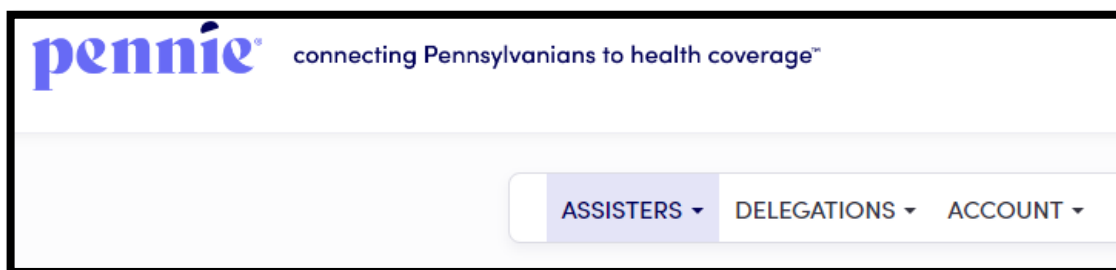 pennie® connecting Pennsylvanians to health coverage™
ASSISTERS DELEGATIONS ACCOUNT